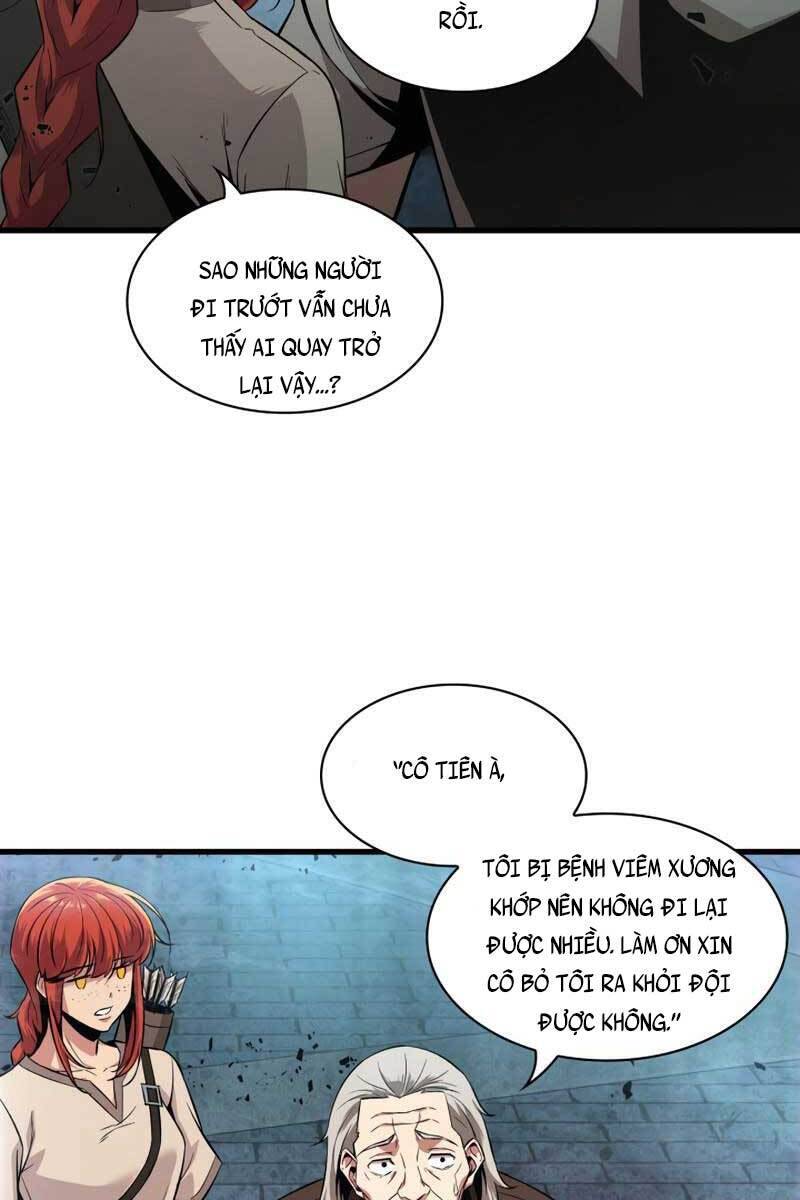 RỒI.
SAO NHỮNG NGƯỜI
ĐI TRƯỚT VẪN CHƯA
THẤY AI QUAY TRỞ
LẠI VẬY...?
"CÔ TIÊN À,
TÔI BỊ BỆNH VIÊM XƯƠNG
KHỚP NÊN KHÔNG ĐI LẠI
ĐƯỢC NHIỀU. LÀM ƠN XIN
CÔ BỎ TÔI RA KHỎI ĐỘI
ĐƯỢC KHÔNG."